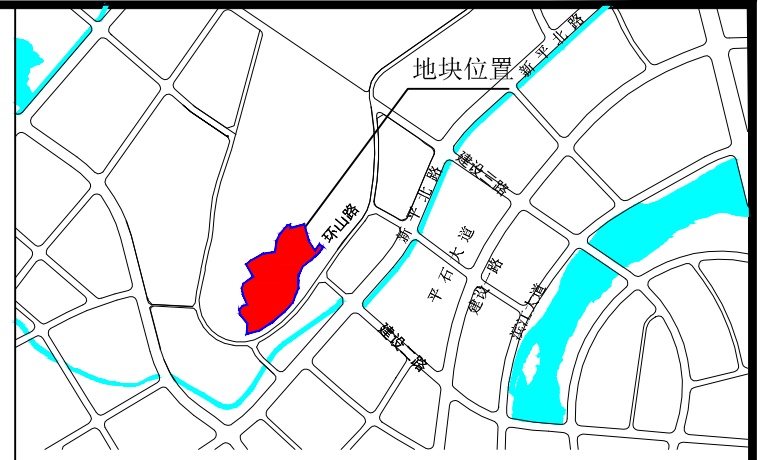 新平北路
地块位置
建设三路
新平北路
环山路
平石大道
建设 路
滨江大道
建设一路